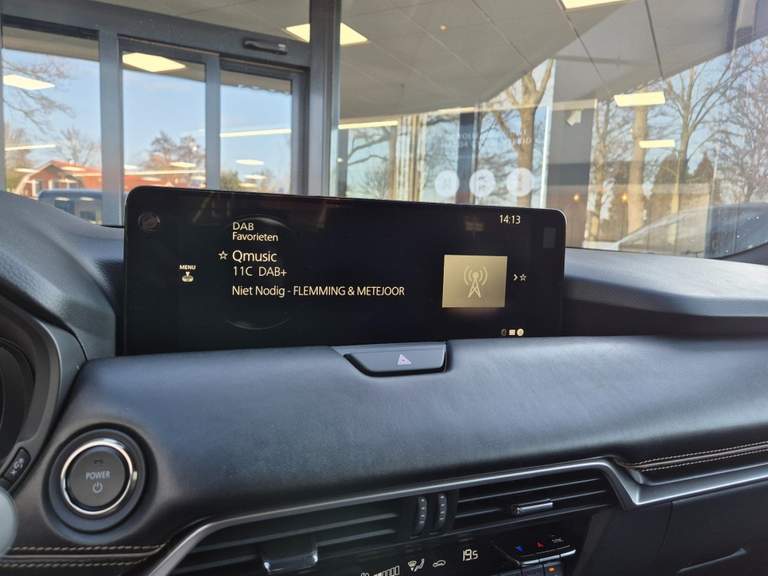 14:13
DAB
Favorieten
☆ Qmusic
MENU
11C DAB+
Niet Nodig - FLEMMING & METEJOOR
POWER
19.5